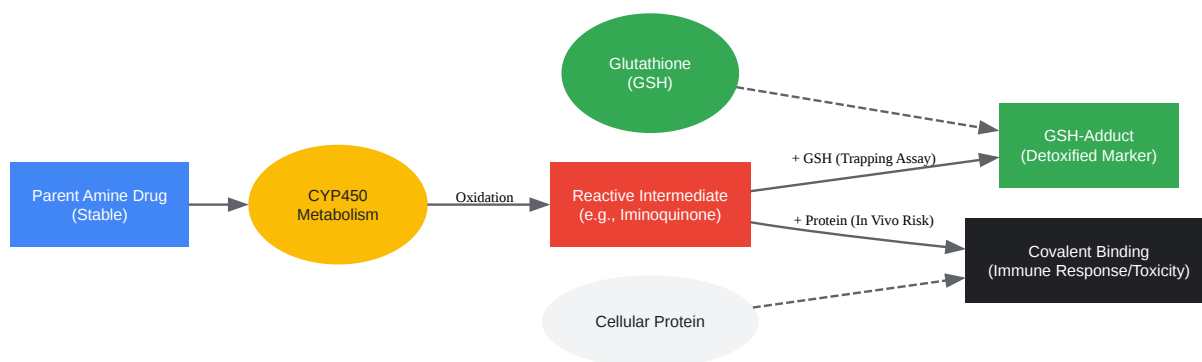 Glutathione
(GSH)
GSH-Adduct
(Detoxified Marker)
+ GSH (Trapping Assay)
Parent Amine Drug
(Stable)
CYP450
Metabolism
Oxidation
Reactive Intermediate
(e.g., Iminoquinone)
+ Protein (In Vivo Risk)
Covalent Binding
(Immune Response/Toxicity)
Cellular Protein